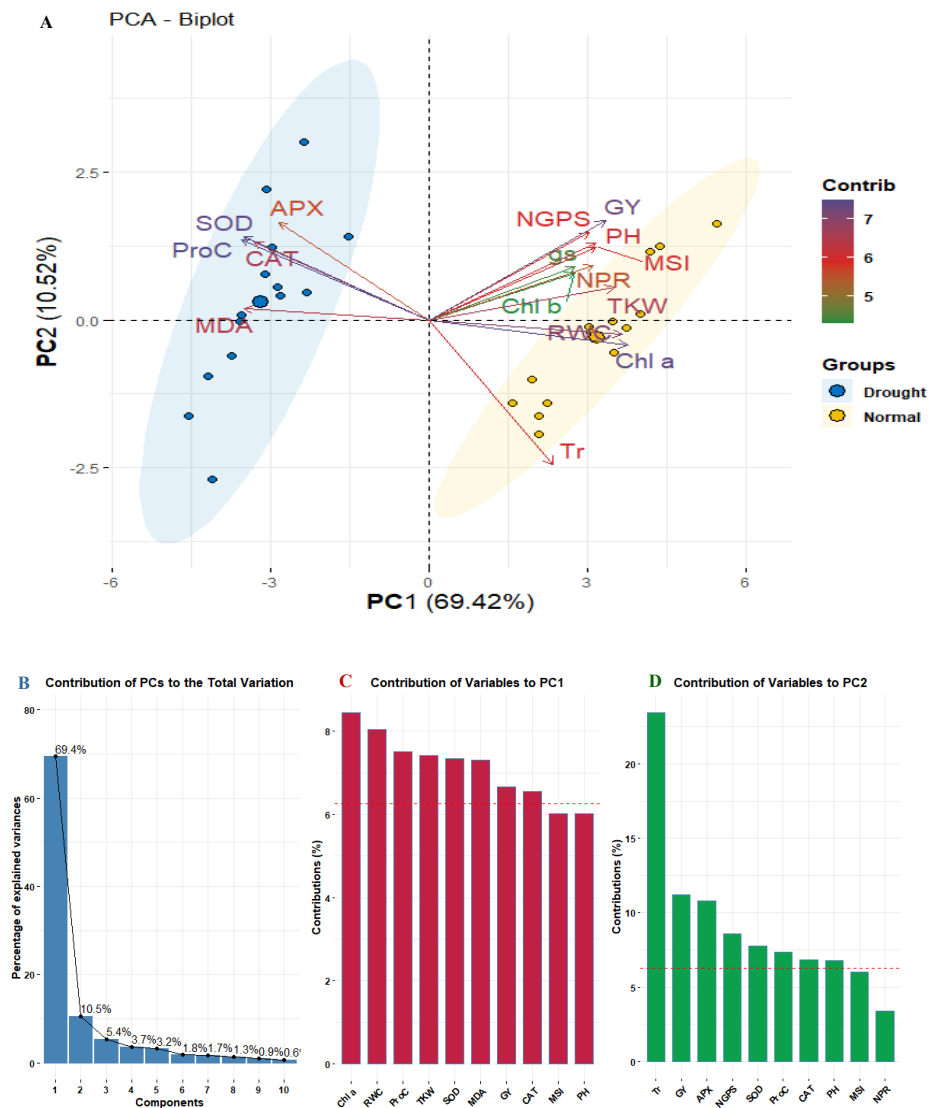 A
PCA - Biplot
PC2 (10.52%)
2.5
0.0
-2.5
-6
-3
0
3
6
PC1 (69.42%)
APX
SOD
ProC
CAT
MDA
GY
NGPS
PH
gs
MSI
NPR
Chl b
TKW
RWC
Chl a
Tr
Contrib
7
6
5
Groups
Drought
Normal
B Contribution of PCs to the Total Variation
Percentage of explained variances
80
60
40
20
0
69.4%
10.5%
5.4%
3.7%
3.2%
1.8%
1.7%
1.3%
0.9%
0.6%
1 2 3 4 5 6 7 8 9 10
Components
C Contribution of Variables to PC1
Contributions (%)
8
6
4
2
0
Chl a RWC ProC TKW SOD MDA GY CAT MSI PH
D Contribution of Variables to PC2
Contributions (%)
20
15
10
5
0
Tr GY APX NGPS SOD ProC CAT PH MSI NPR